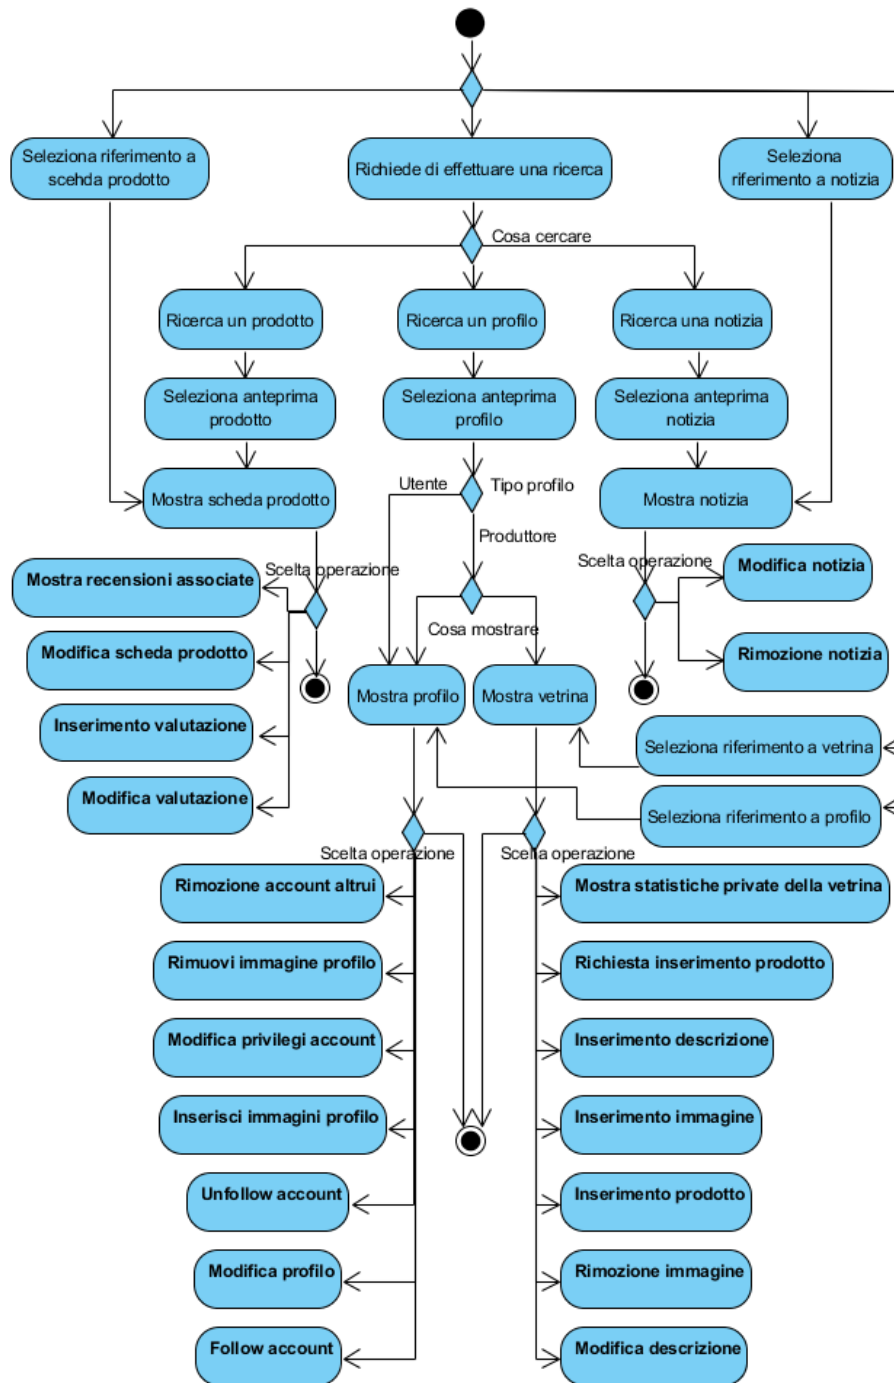 Seleziona riferimento a
scehda prodotto
Richiede di effettuare una ricerca
Seleziona
riferimento a notizia
Cosa cercare
Ricerca un prodotto
Ricerca un profilo
Ricerca una notizia
Seleziona anteprima
prodotto
Seleziona anteprima
profilo
Seleziona anteprima
notizia
Mostra scheda prodotto
Utente
Tipo profilo
Mostra notizia
Produttore
Scelta operazione
Scelta operazione
Mostra recensioni associate
Modifica notizia
Cosa mostrare
Modifica scheda prodotto
Rimozione notizia
Mostra profilo
Mostra vetrina
Inserimento valutazione
Seleziona riferimento a vetrina
Modifica valutazione
Seleziona riferimento a profilo
Scelta operazione
Scelta operazione
Rimozione account altrui
Mostra statistiche private della vetrina
Rimuovi immagine profilo
Richiesta inserimento prodotto
Modifica privilegi account
Inserimento descrizione
Inserisci immagini profilo
Inserimento immagine
Unfollow account
Inserimento prodotto
Modifica profilo
Rimozione immagine
Follow account
Modifica descrizione